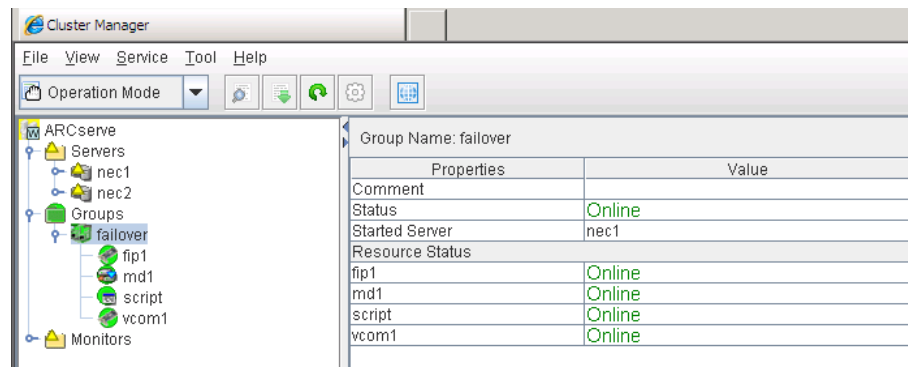 Cluster Manager
File View Service Tool Help
Operation Mode
ARCserve
Servers
nec1
nec2
Groups
failover
fip1
md1
script
vcom1
Monitors
Group Name: failover
Properties Value
Comment
Status Online
Started Server nec1
Resource Status
fip1 Online
md1 Online
script Online
vcom1 Online